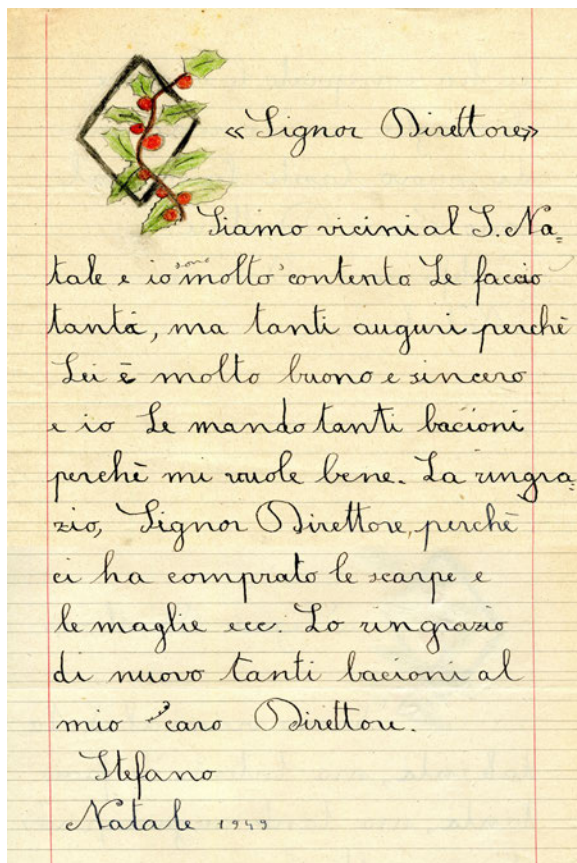 « Signor Direttore»
Siamo vicini al S. Na=
tale e io sono molto contento. Le faccio
tanti, ma tanti auguri perchè
Lei è molto buono e sincero
e io Le mando tanti bacioni
perchè mi vuole bene. La ringra=
zio, Signor Direttore, perchè
ci ha comprato le scarpe e
le maglie ecc. Lo ringrazio
di nuovo tanti bacioni al
mio caro Direttore.
Stefano
Natale 1949